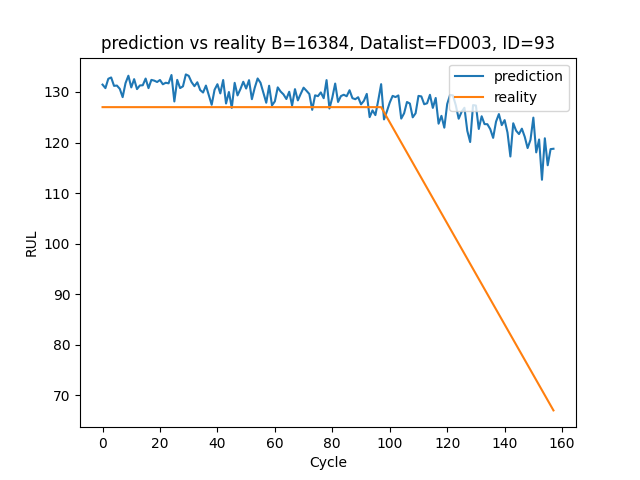 prediction vs reality B=16384, Datalist=FD003, ID=93
prediction
reality
RUL
130
120
110
100
90
80
70
0 20 40 60 80 100 120 140 160
Cycle